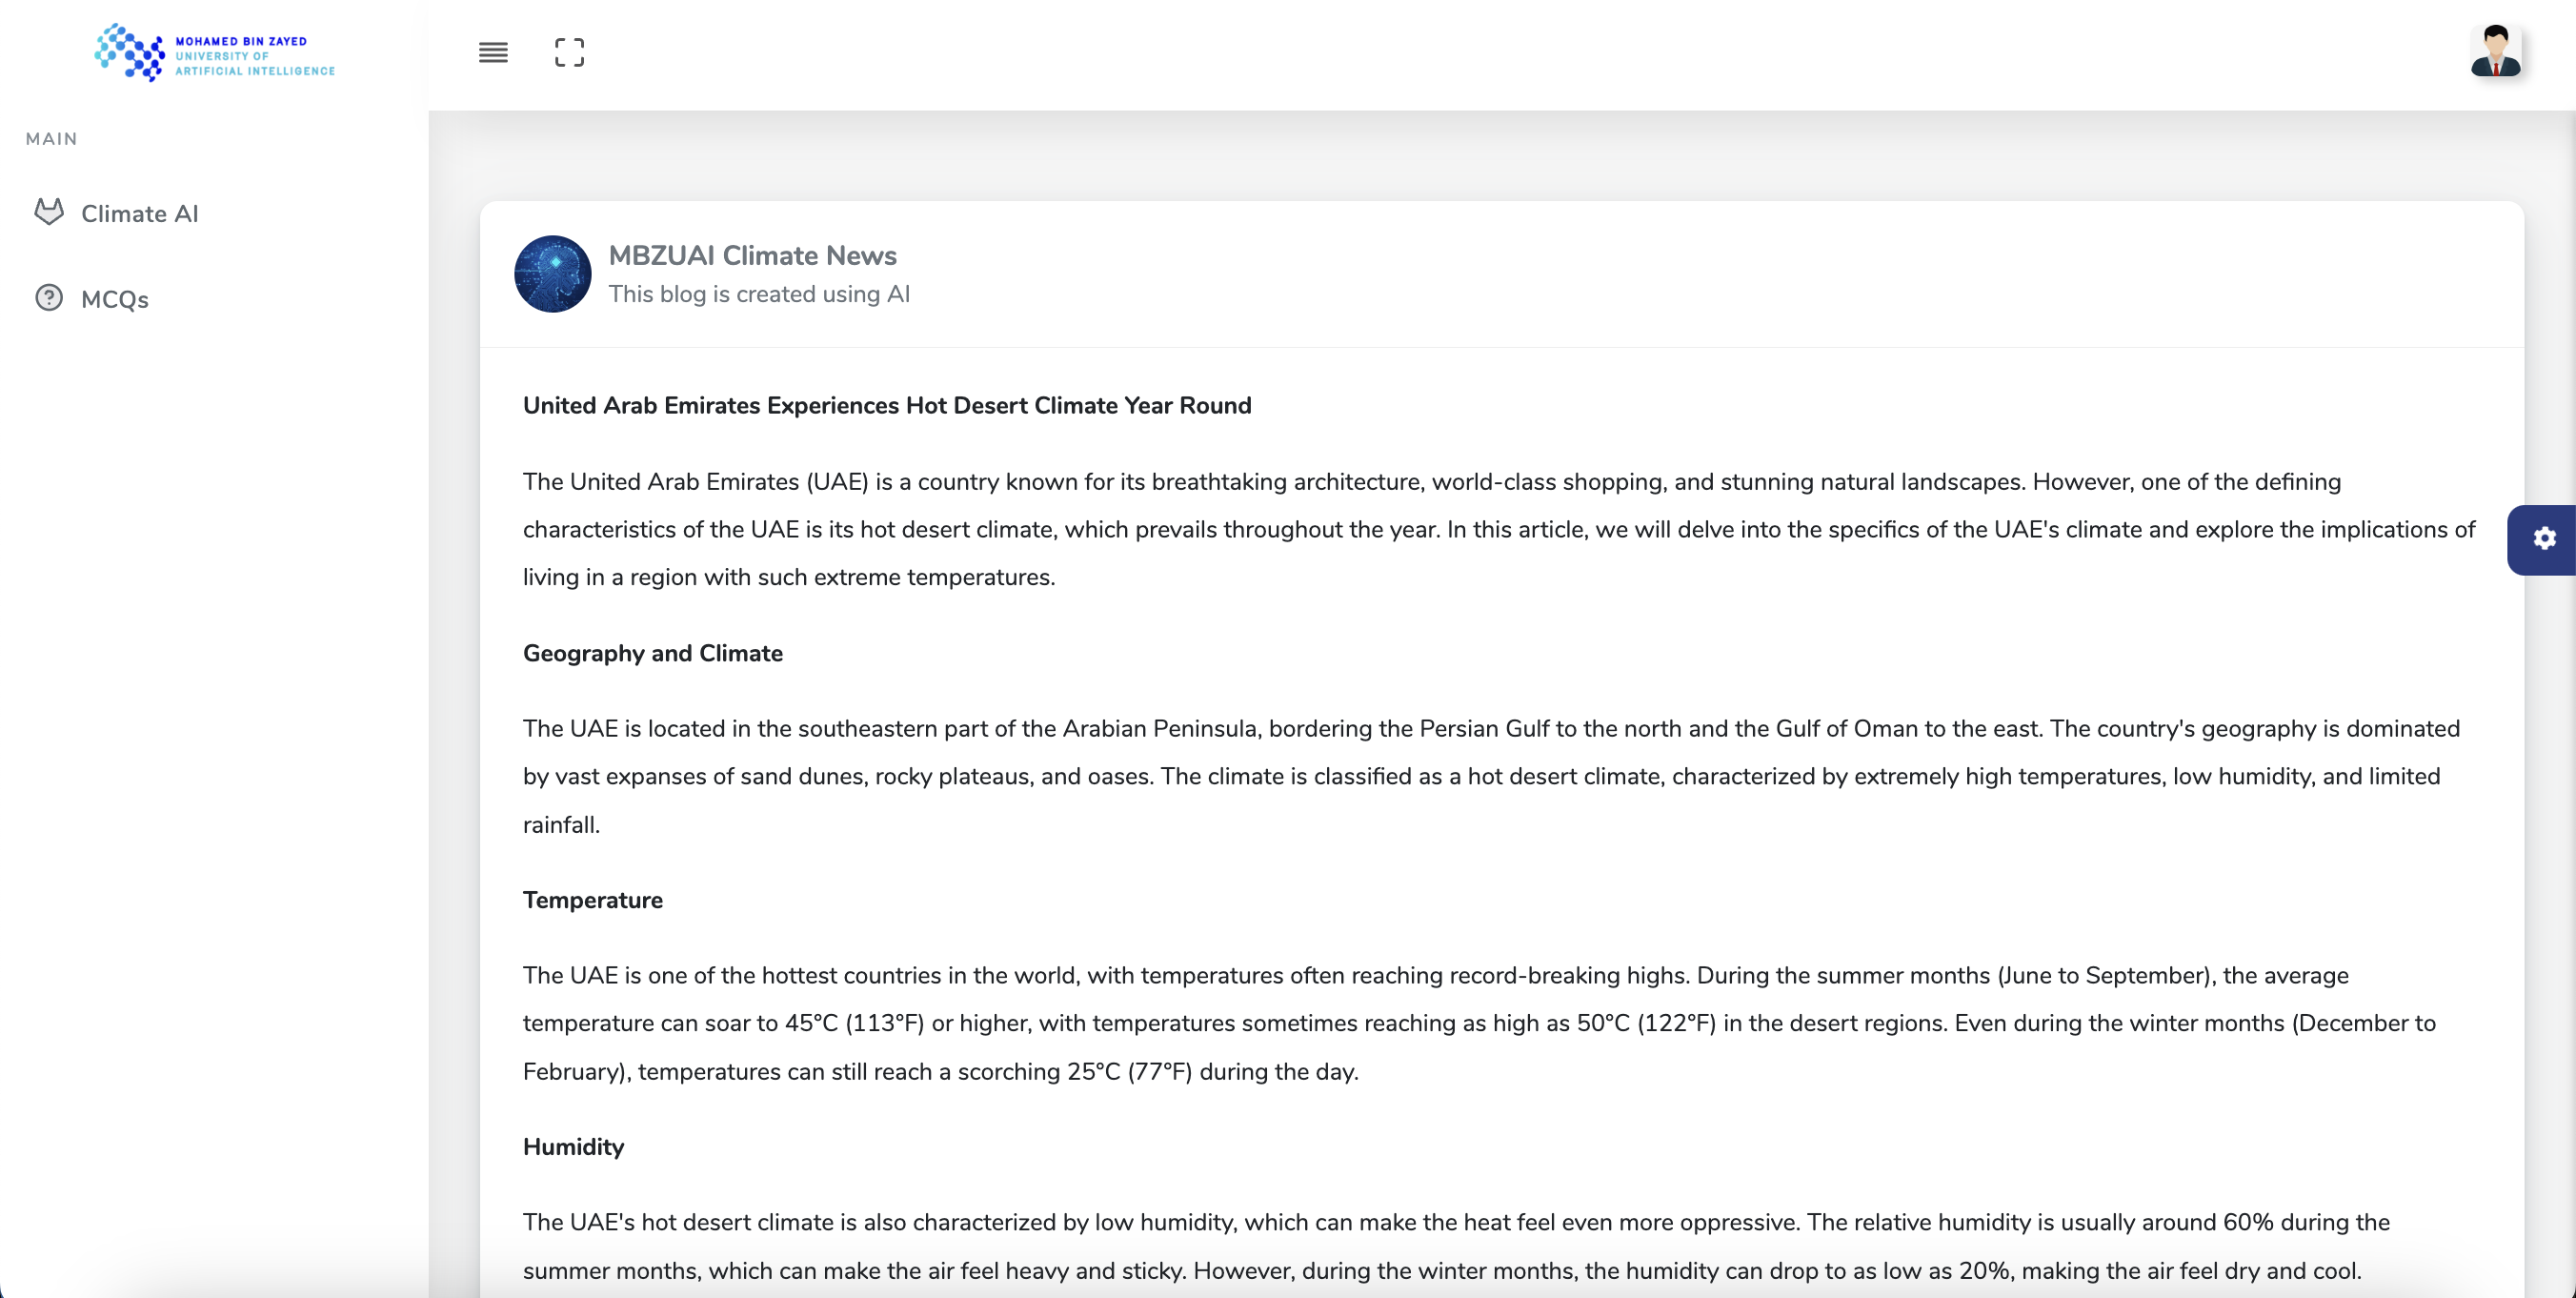 MOHAMED BIN ZAYED
UNIVERSITY OF
ARTIFICIAL INTELLIGENCE
MAIN
Climate AI
MCQs
MBZUAI Climate News
This blog is created using AI
United Arab Emirates Experiences Hot Desert Climate Year Round
The United Arab Emirates (UAE) is a country known for its breathtaking architecture, world-class shopping, and stunning natural landscapes. However, one of the defining
characteristics of the UAE is its hot desert climate, which prevails throughout the year. In this article, we will delve into the specifics of the UAE's climate and explore the implications of
living in a region with such extreme temperatures.
Geography and Climate
The UAE is located in the southeastern part of the Arabian Peninsula, bordering the Persian Gulf to the north and the Gulf of Oman to the east. The country's geography is dominated
by vast expanses of sand dunes, rocky plateaus, and oases. The climate is classified as a hot desert climate, characterized by extremely high temperatures, low humidity, and limited
rainfall.
Temperature
The UAE is one of the hottest countries in the world, with temperatures often reaching record-breaking highs. During the summer months (June to September), the average
temperature can soar to 45°C (113°F) or higher, with temperatures sometimes reaching as high as 50°C (122°F) in the desert regions. Even during the winter months (December to
February), temperatures can still reach a scorching 25°C (77°F) during the day.
Humidity
The UAE's hot desert climate is also characterized by low humidity, which can make the heat feel even more oppressive. The relative humidity is usually around 60% during the
summer months, which can make the air feel heavy and sticky. However, during the winter months, the humidity can drop to as low as 20%, making the air feel dry and cool.